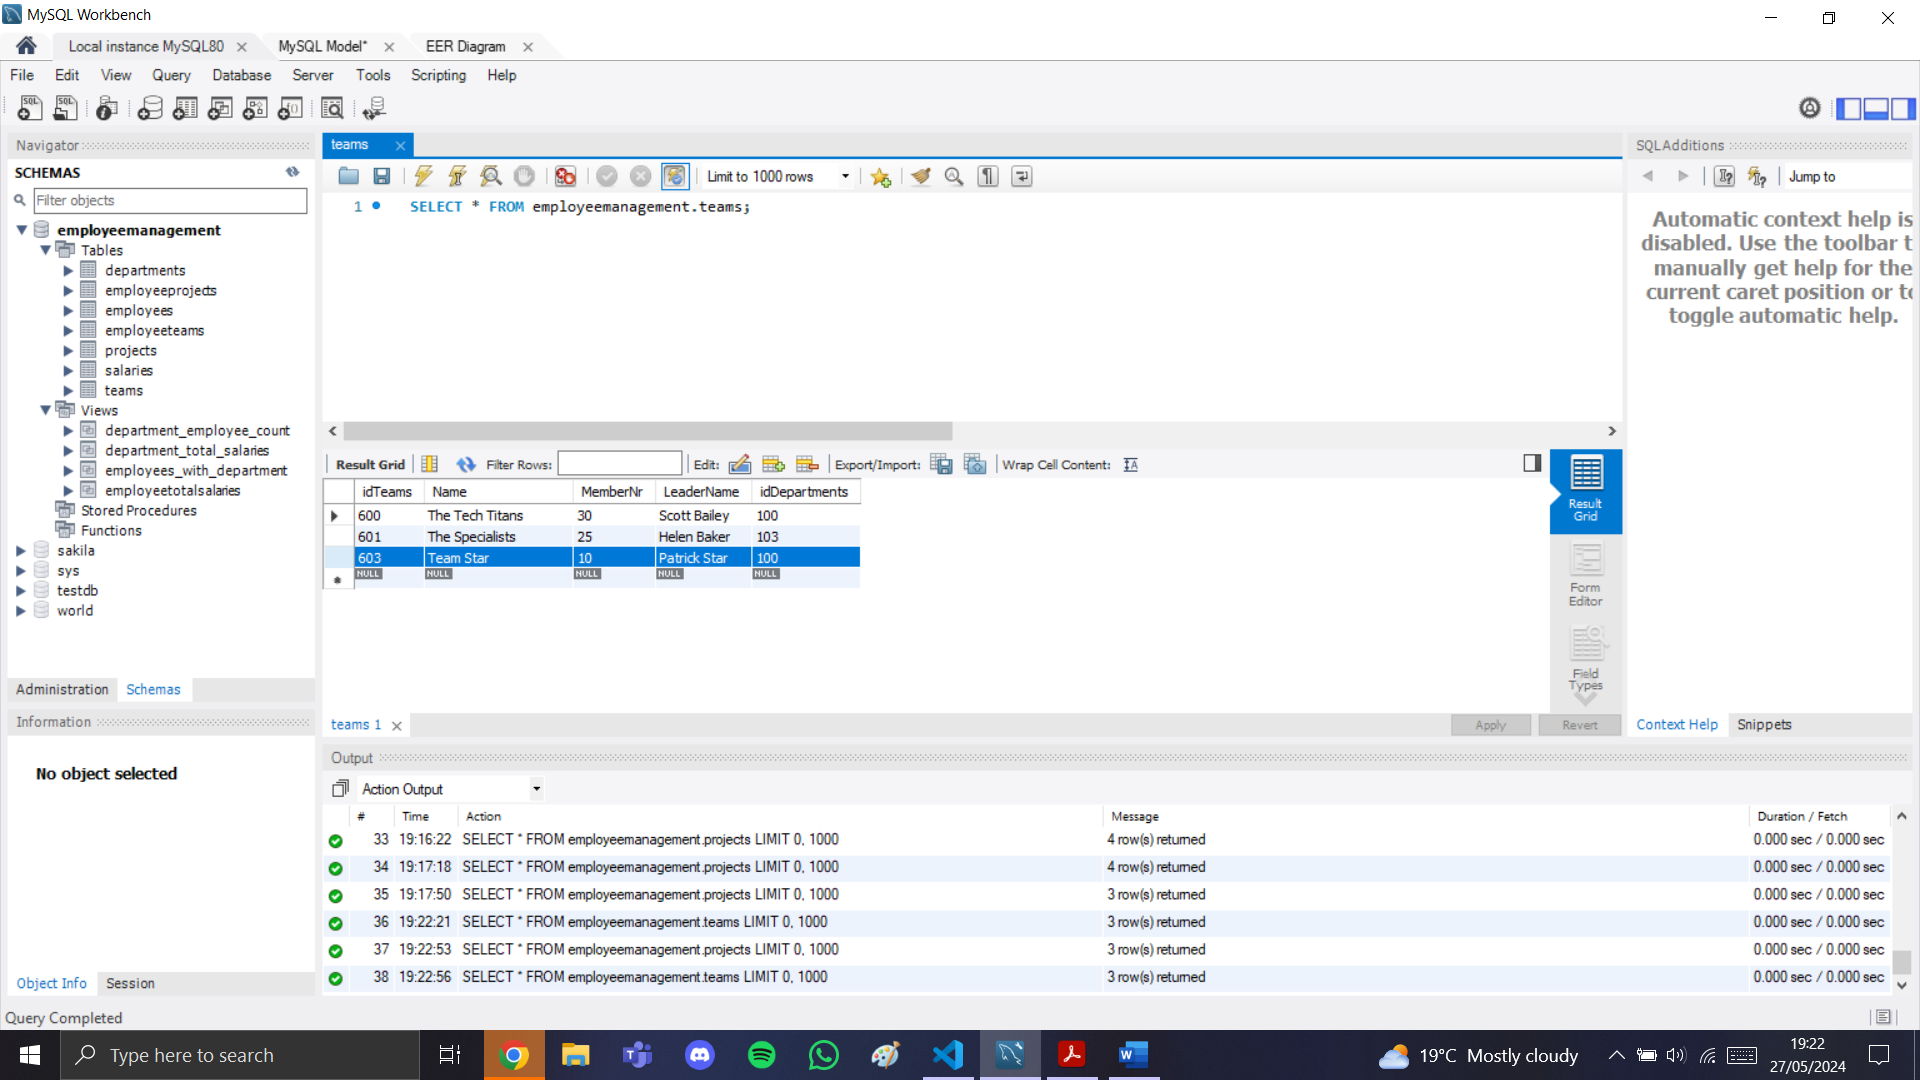 MySQL Workbench
Local instance MySQL80
MySQL Model*
EER Diagram
File Edit View Query Database Server Tools Scripting Help
Navigator
SCHEMAS
Filter objects
employeemanagement
Tables
departments
employeeprojects
employees
employeeteams
projects
salaries
teams
Views
department_employee_count
department_total_salaries
employees_with_department
employeetotalsalaries
Stored Procedures
Functions
sakila
sys
testdb
world
Administration Schemas
Information
No object selected
Object Info Session
Query Completed
teams
Limit to 1000 rows
1 SELECT * FROM employeemanagement.teams;
Result Grid Filter Rows: Edit: Export/Import: Wrap Cell Content:
idTeams Name MemberNr LeaderName idDepartments
600 The Tech Titans 30 Scott Bailey 100
601 The Specialists 25 Helen Baker 103
603 Team Star 10 Patrick Star 100
NULL NULL NULL NULL NULL
Result
Grid
Form
Editor
Field
Types
teams 1
Apply Revert
SQLAdditions
Jump to
Automatic context help is
disabled. Use the toolbar t
manually get help for the
current caret position or to
toggle automatic help.
Context Help Snippets
Output
Action Output
# Time Action Message Duration / Fetch
33 19:16:22 SELECT * FROM employeemanagement.projects LIMIT 0, 1000 4 row(s) returned 0.000 sec / 0.000 sec
34 19:17:18 SELECT * FROM employeemanagement.projects LIMIT 0, 1000 4 row(s) returned 0.000 sec / 0.000 sec
35 19:17:50 SELECT * FROM employeemanagement.projects LIMIT 0, 1000 3 row(s) returned 0.000 sec / 0.000 sec
36 19:22:21 SELECT * FROM employeemanagement.teams LIMIT 0, 1000 3 row(s) returned 0.000 sec / 0.000 sec
37 19:22:53 SELECT * FROM employeemanagement.projects LIMIT 0, 1000 3 row(s) returned 0.000 sec / 0.000 sec
38 19:22:56 SELECT * FROM employeemanagement.teams LIMIT 0, 1000 3 row(s) returned 0.000 sec / 0.000 sec
Type here to search
19°C Mostly cloudy
19:22
27/05/2024